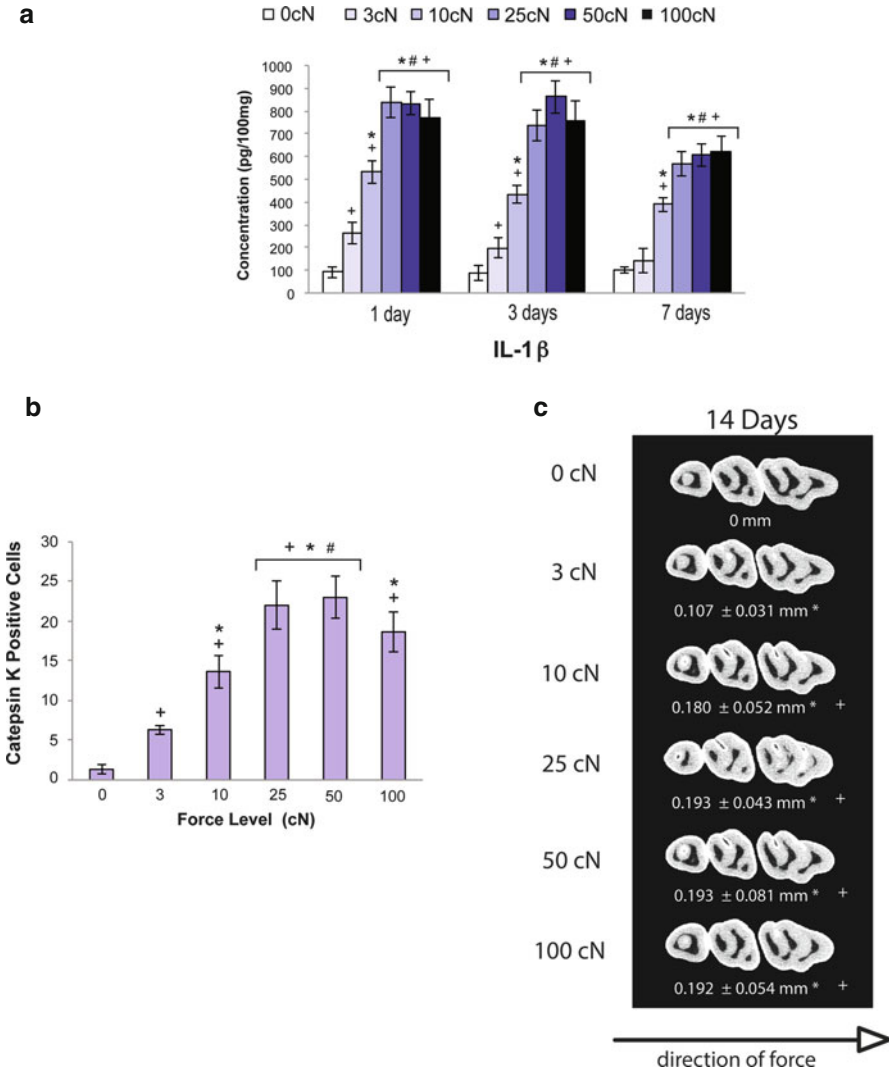 a
0cN 3cN 10cN 25cN 50cN 100cN
Concentration (pg/100mg)
1000
900
800
700
600
500
400
300
200
100
0
+
*
+
* # +
+
*
+
* # +
*
+
* # +
1 day 3 days 7 days
IL-1 β
b
Catepsin K Positive Cells
30
25
20
15
10
5
0
+
*
+
+ * #
*
+
0 3 10 25 50 100
Force Level (cN)
c
14 Days
0 cN
0 mm
3 cN
0.107 ± 0.031 mm *
10 cN
0.180 ± 0.052 mm * +
25 cN
0.193 ± 0.043 mm * +
50 cN
0.193 ± 0.081 mm * +
100 cN
0.192 ± 0.054 mm * +
direction of force